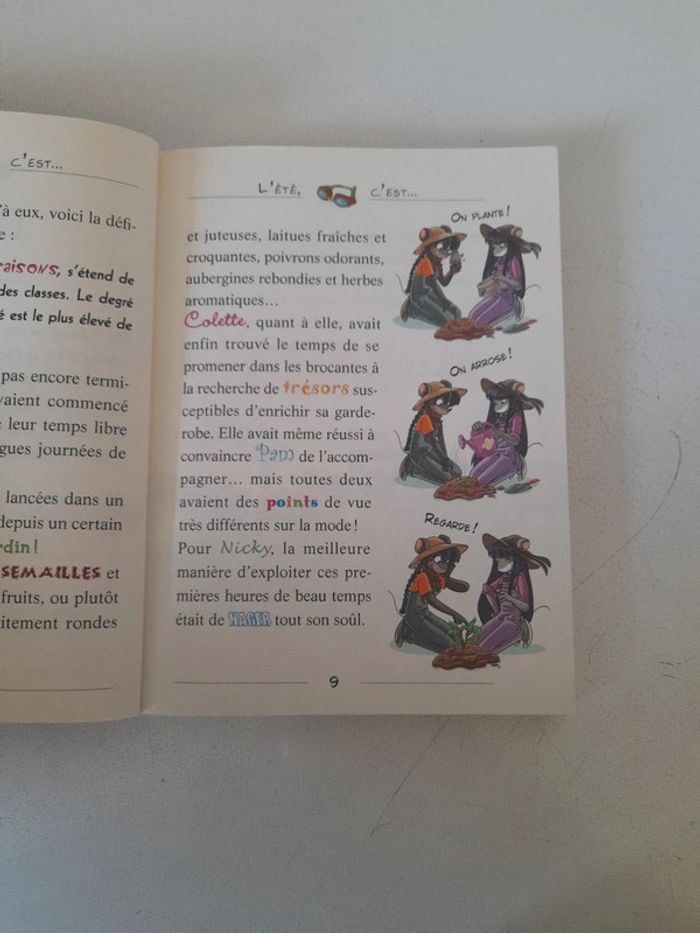 C'EST...
'à eux, voici la défi-
e :
aisons, s'étend de
des classes. Le degré
é est le plus élevé de
pas encore termi-
vaient commencé
leur temps libre
gues journées de
lancées dans un
depuis un certain
rdin!
SEMAILLES et
fruits, ou plutôt
itement rondes
L'ÉTÉ, C'EST...
et juteuses, laitues fraîches et
croquantes, poivrons odorants,
aubergines rebondies et herbes
aromatiques...
Colette, quant à elle, avait
enfin trouvé le temps de se
promener dans les brocantes à
la recherche de trésors sus-
ceptibles d'enrichir sa garde-
robe. Elle avait même réussi à
convaincre Pam de l'accom-
pagner... mais toutes deux
avaient des points de vue
très différents sur la mode !
Pour Nicky, la meilleure
manière d'exploiter ces pre-
mières heures de beau temps
était de NAGER tout son soûl.
ON PLANTE !
ON ARROSE !
REGARDE !
9